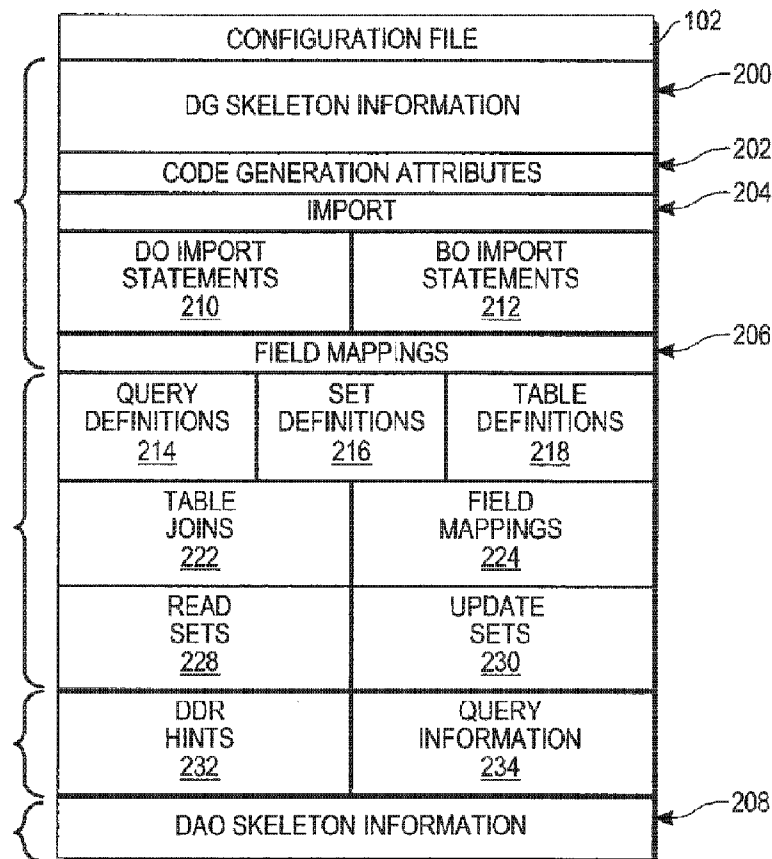 CONFIGURATION FILE
102
DG SKELETON INFORMATION
200
CODE GENERATION ATTRIBUTES
202
IMPORT
204
DO IMPORT
STATEMENTS
210
BO IMPORT
STATEMENTS
212
FIELD MAPPINGS
206
QUERY
DEFINITIONS
214
SET
DEFINITIONS
216
TABLE
DEFINITIONS
218
TABLE
JOINS
222
FIELD
MAPPINGS
224
READ
SETS
228
UPDATE
SETS
230
DDR
HINTS
232
QUERY
INFORMATION
234
DAO SKELETON INFORMATION
208